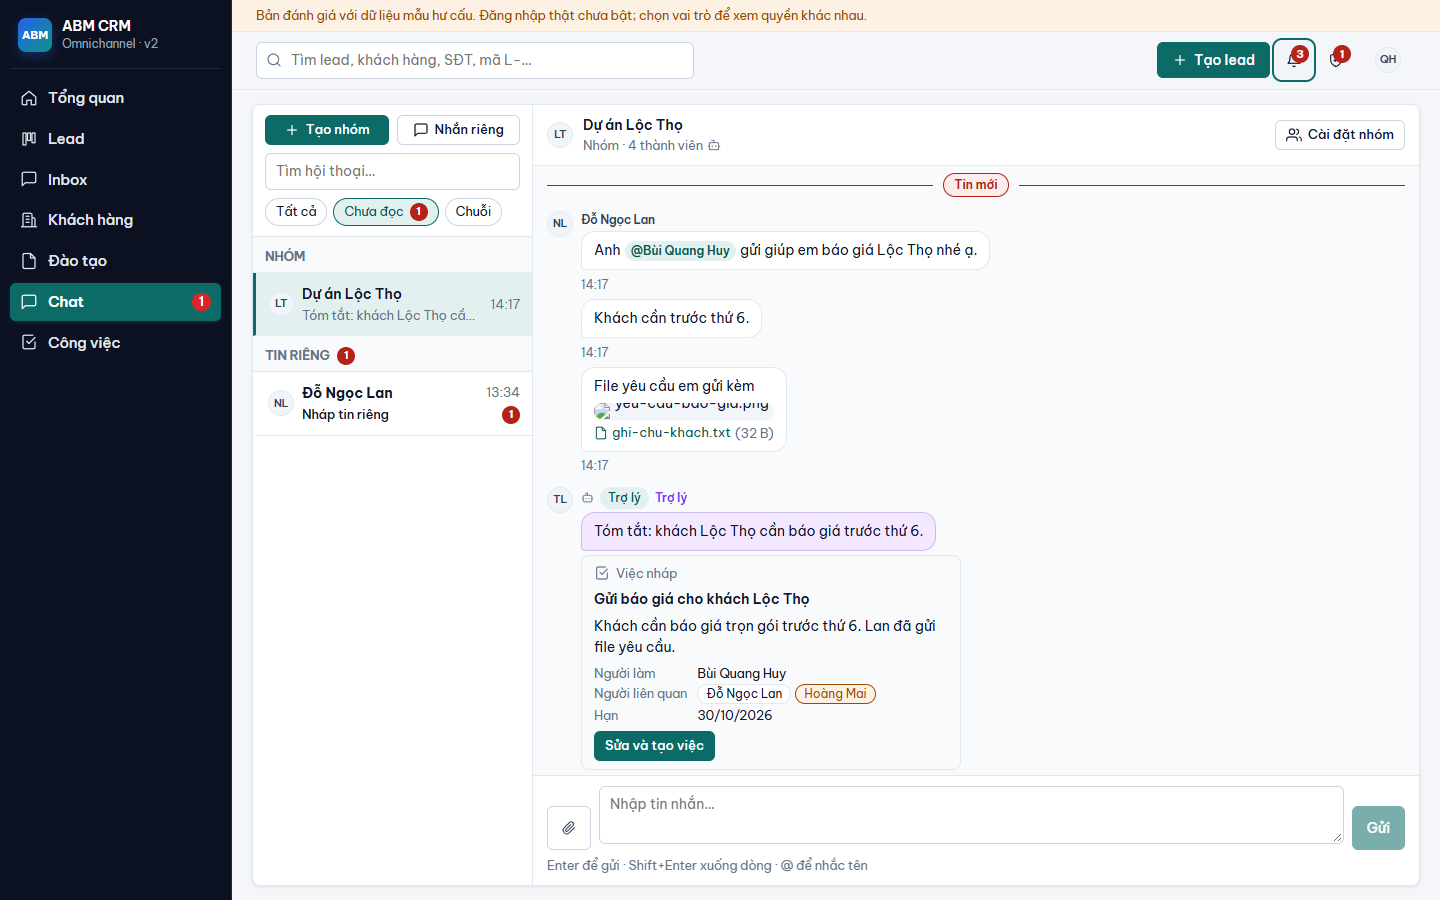 Bản đánh giá với dữ liệu mẫu hư cấu. Đăng nhập thật chưa bật; chọn vai trò để xem quyền khác nhau.
ABM
ABM CRM
Omnichannel · v2
Tổng quan
Lead
Inbox
Khách hàng
Đào tạo
Chat 1
Công việc
Tìm lead, khách hàng, SĐT, mã L-...
+ Tạo lead
3
1
QH
+ Tạo nhóm
Nhắn riêng
Tìm hội thoại...
Tất cả
Chưa đọc 1
Chuỗi
NHÓM
LT
Dự án Lộc Thọ
14:17
Tóm tắt: khách Lộc Thọ cầ...
TIN RIÊNG 1
NL
Đỗ Ngọc Lan
13:34
Nháp tin riêng
1
LT
Dự án Lộc Thọ
Nhóm · 4 thành viên
Cài đặt nhóm
Tin mới
NL
Đỗ Ngọc Lan
Anh @Bùi Quang Huy gửi giúp em báo giá Lộc Thọ nhé ạ.
14:17
Khách cần trước thứ 6.
14:17
File yêu cầu em gửi kèm
yeu-cau-bao-gia.png
ghi-chu-khach.txt (32 B)
14:17
TL
Trợ lý Trợ lý
Tóm tắt: khách Lộc Thọ cần báo giá trước thứ 6.
Việc nháp
Gửi báo giá cho khách Lộc Thọ
Khách cần báo giá trọn gói trước thứ 6. Lan đã gửi
file yêu cầu.
Người làm Bùi Quang Huy
Người liên quan Đỗ Ngọc Lan Hoàng Mai
Hạn 30/10/2026
Sửa và tạo việc
Nhập tin nhắn...
Gửi
Enter để gửi · Shift+Enter xuống dòng · @ để nhắc tên